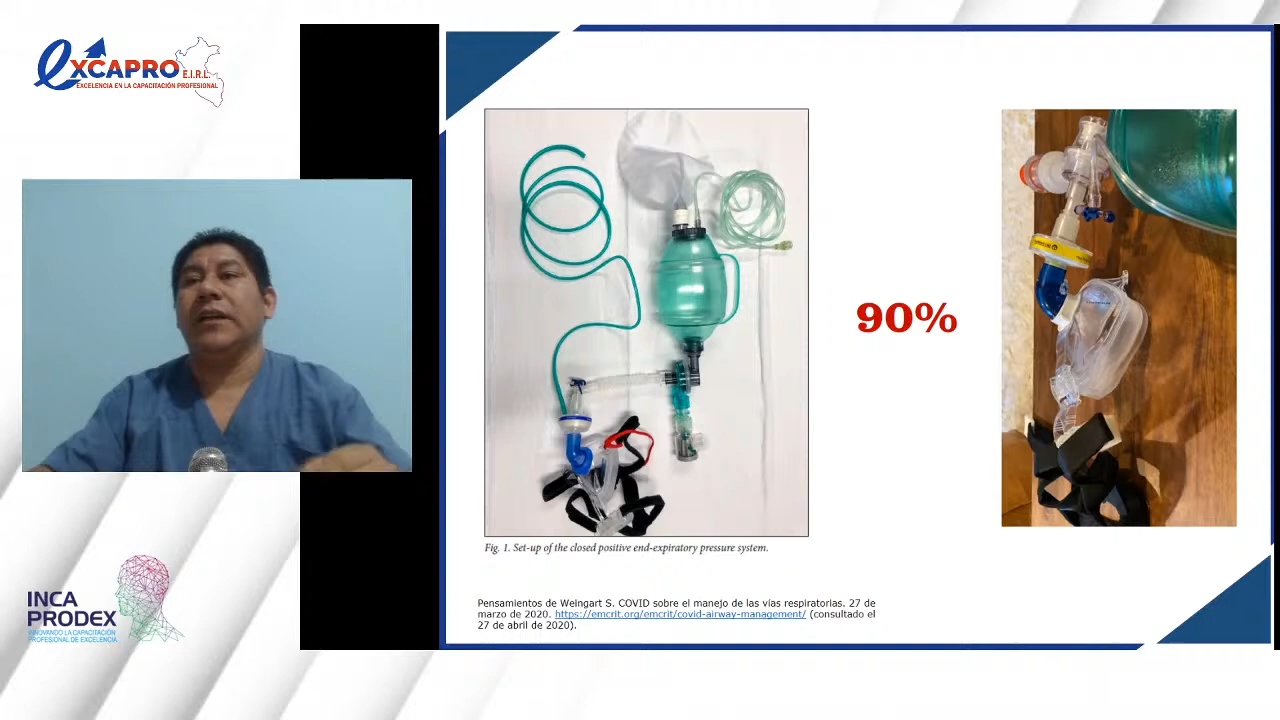 excapro E.I.R.L.
EXCELENCIA EN LA CAPACITACIÓN PROFESIONAL
90%
Fig. 1. Set-up of the closed positive end-expiratory pressure system.
Pensamientos de Weingart S. COVID sobre el manejo de las vías respiratorias. 27 de
marzo de 2020. https://emcrit.org/emcrit/covid-airway-management/ (consultado el
27 de abril de 2020).
INCA
PRODEX
INNOVANDO LA CAPACITACIÓN
PROFESIONAL DE EXCELENCIA